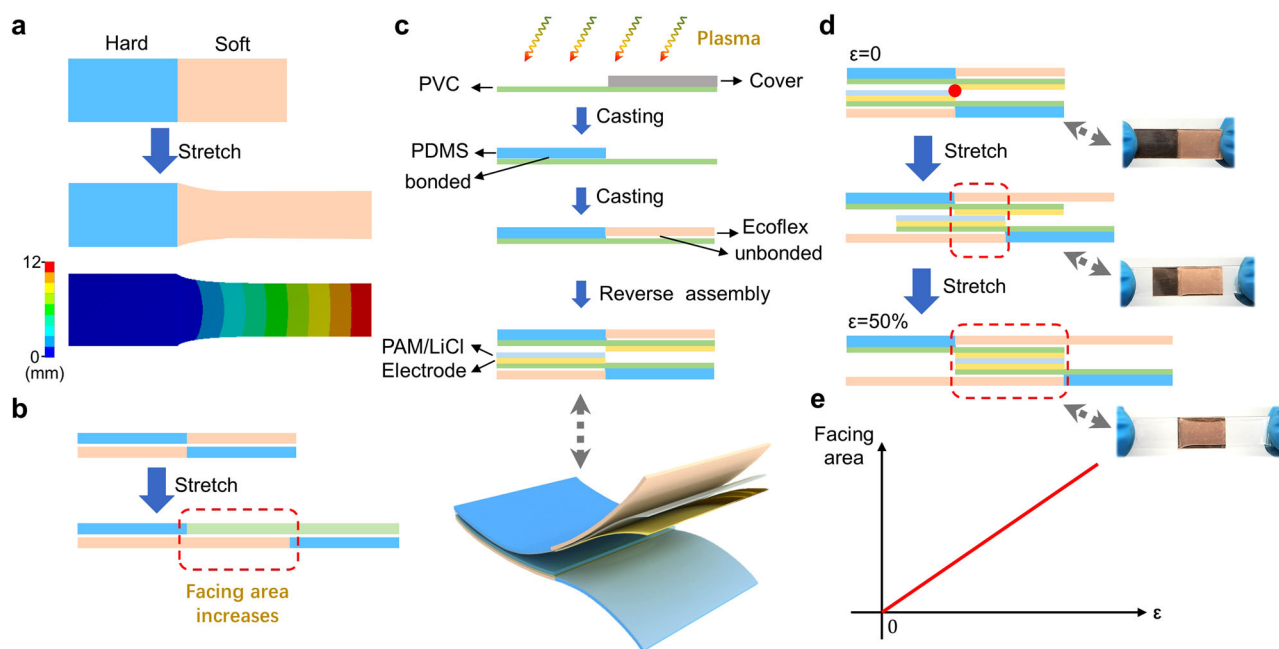 a
Hard Soft
Stretch
12
0
(mm)
b
Stretch
Facing area
increases
c
Plasma
PVC
Cover
Casting
PDMS
bonded
Casting
Ecoflex
unbonded
Reverse assembly
PAM/LiCl
Electrode
d
ε=0
Stretch
Stretch
ε=50%
e
Facing
area
0
ε